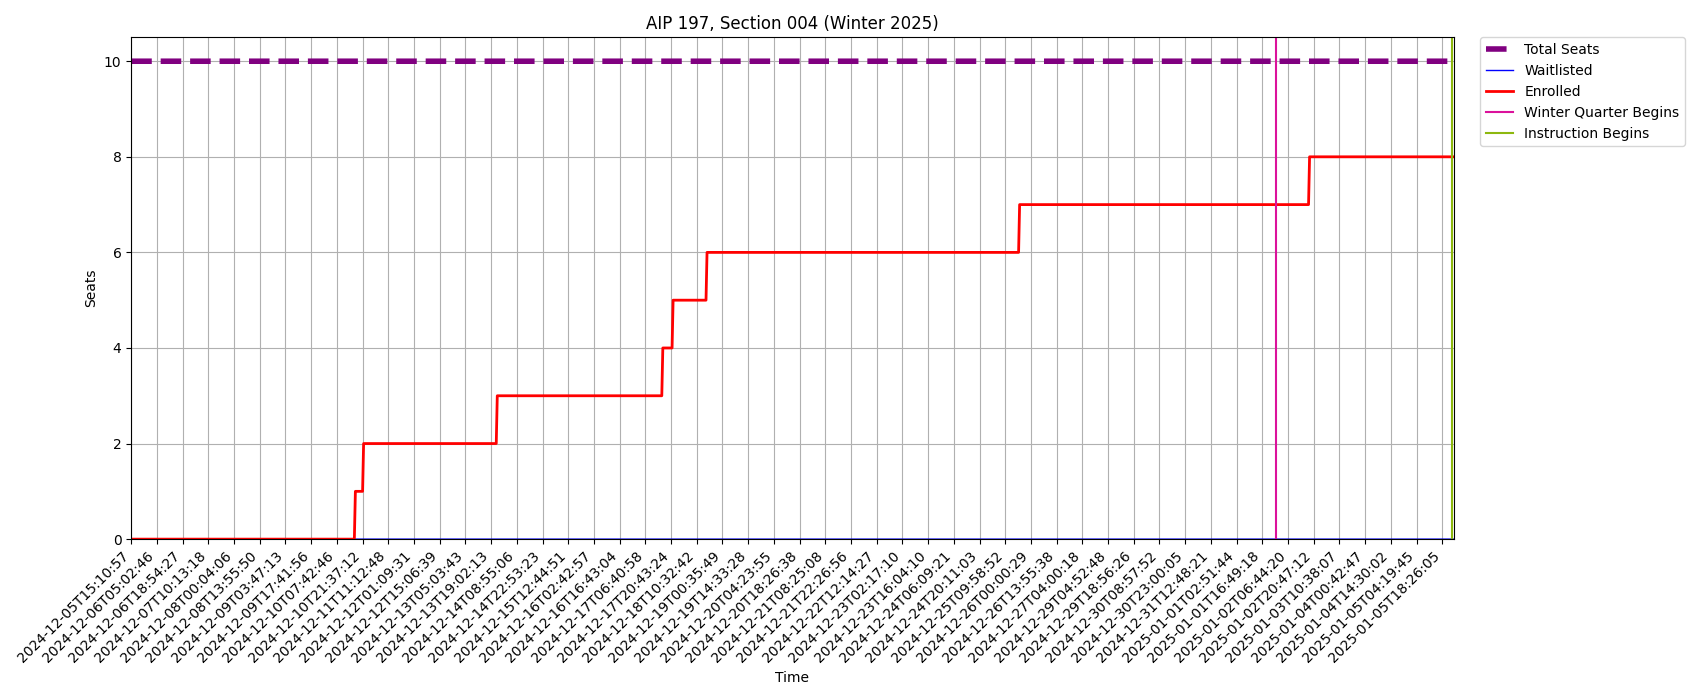 AIP 197, Section 004 (Winter 2025)
Total Seats
Waitlisted
Enrolled
Winter Quarter Begins
Instruction Begins
Seats
10
8
6
4
2
0
2024-12-05T15:10:57
2024-12-06T05:02:46
2024-12-06T18:54:27
2024-12-07T10:13:18
2024-12-08T00:04:06
2024-12-08T13:55:50
2024-12-09T03:47:13
2024-12-09T17:41:56
2024-12-10T07:42:46
2024-12-10T21:37:12
2024-12-11T11:12:48
2024-12-12T01:09:31
2024-12-12T15:06:39
2024-12-13T05:03:43
2024-12-13T19:02:13
2024-12-14T08:55:06
2024-12-14T22:53:23
2024-12-15T12:44:51
2024-12-16T02:42:57
2024-12-16T16:43:04
2024-12-17T06:40:58
2024-12-17T20:43:24
2024-12-18T10:32:42
2024-12-19T00:35:49
2024-12-19T14:33:28
2024-12-20T04:23:55
2024-12-20T18:26:38
2024-12-21T08:25:08
2024-12-21T22:26:56
2024-12-22T12:14:27
2024-12-23T02:17:10
2024-12-23T16:04:10
2024-12-24T06:09:21
2024-12-24T20:11:03
2024-12-25T09:58:52
2024-12-26T00:00:29
2024-12-26T13:55:38
2024-12-27T04:00:18
2024-12-29T04:52:48
2024-12-29T18:56:26
2024-12-30T08:57:52
2024-12-30T23:00:05
2024-12-31T12:48:21
2025-01-01T02:51:44
2025-01-01T16:49:18
2025-01-02T06:44:20
2025-01-02T20:47:12
2025-01-03T10:38:07
2025-01-04T00:42:47
2025-01-04T14:30:02
2025-01-05T04:19:45
2025-01-05T18:26:05
Time